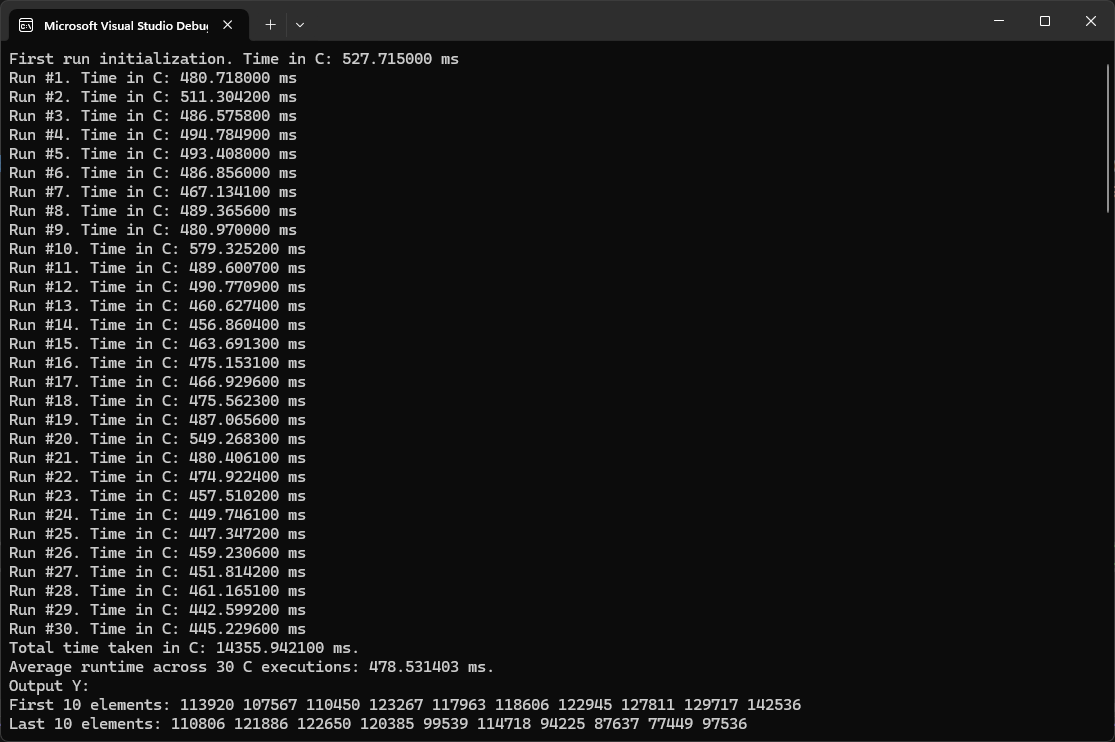 Microsoft Visual Studio Debug
First run initialization. Time in C: 527.715000 ms
Run #1. Time in C: 480.718000 ms
Run #2. Time in C: 511.304200 ms
Run #3. Time in C: 486.575800 ms
Run #4. Time in C: 494.784900 ms
Run #5. Time in C: 493.408000 ms
Run #6. Time in C: 486.856000 ms
Run #7. Time in C: 467.134100 ms
Run #8. Time in C: 489.365600 ms
Run #9. Time in C: 480.970000 ms
Run #10. Time in C: 579.325200 ms
Run #11. Time in C: 489.600700 ms
Run #12. Time in C: 490.770900 ms
Run #13. Time in C: 460.627400 ms
Run #14. Time in C: 456.860400 ms
Run #15. Time in C: 463.691300 ms
Run #16. Time in C: 475.153100 ms
Run #17. Time in C: 466.929600 ms
Run #18. Time in C: 475.562300 ms
Run #19. Time in C: 487.065600 ms
Run #20. Time in C: 549.268300 ms
Run #21. Time in C: 480.406100 ms
Run #22. Time in C: 474.922400 ms
Run #23. Time in C: 457.510200 ms
Run #24. Time in C: 449.746100 ms
Run #25. Time in C: 447.347200 ms
Run #26. Time in C: 459.230600 ms
Run #27. Time in C: 451.814200 ms
Run #28. Time in C: 461.165100 ms
Run #29. Time in C: 442.599200 ms
Run #30. Time in C: 445.229600 ms
Total time taken in C: 14355.942100 ms.
Average runtime across 30 C executions: 478.531403 ms.
Output Y:
First 10 elements: 113920 107567 110450 123267 117963 118606 122945 127811 129717 142536
Last 10 elements: 110806 121886 122650 120385 99539 114718 94225 87637 77449 97536